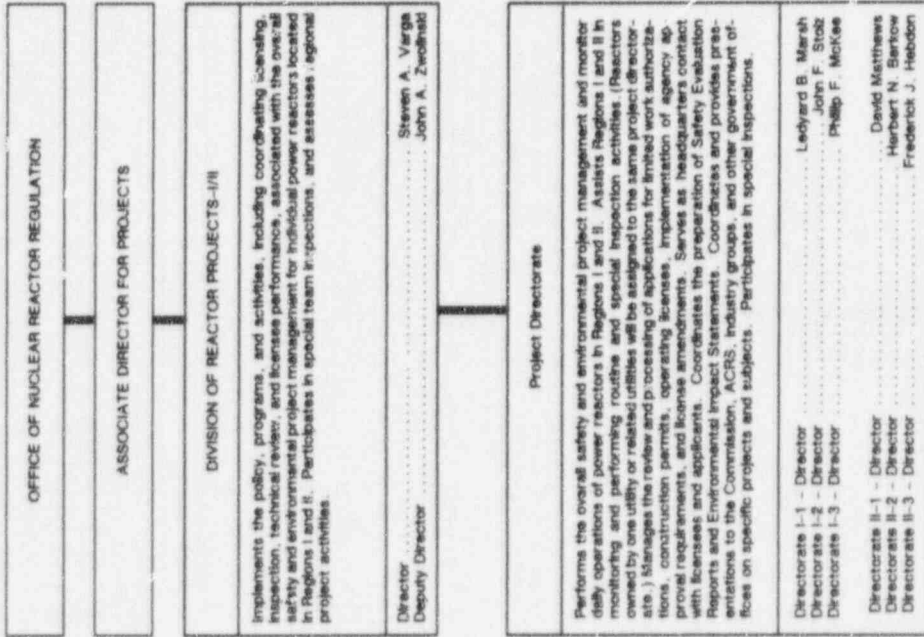 OFFICE OF NUCLEAR REACTOR REGULATION
ASSOCIATE DIRECTOR FOR PROJECTS
DIVISION OF REACTOR PROJECTS-I/II
Implements the policy, programs, and activities, including coordinating licensing,
inspection, technical review, and licensee performance, associated with the overall
safety and environmental project management for individual power reactors located
in Regions I and II. Participates in special team inspections, and assesses regional
project activities.
Director ........ Steven A. Varga
Deputy Director ........ John A. Zwolinski
Project Directorate
Performs the overall safety and environmental project management and monitor
daily operations of power reactors in Regions I and II. Assists Regions I and II in
monitoring and performing routine and special inspection activities. (Reactors
owned by one utility or related utilities will be assigned to the same project director-
ate.) Manages the review and processing of applications for limited work authoriza-
tions, construction permits, operating licenses, implementation of agency ap-
proval requirements, and license amendments. Serves as headquarters contact
with licensees and applicants. Coordinates the preparation of Safety Evaluation
Reports and Environmental Impact Statements. Coordinates and provides pres-
entations to the Commission, ACRS, industry groups, and other government of-
fices on specific projects and subjects. Participates in special inspections.
Directorate I-1 - Director ........ Ledyard B. Marsh
Directorate I-2 - Director ........ John F. Stolz
Directorate I-3 - Director ........ Phillip F. McKee
Directorate II-1 - Director ........ David Matthews
Directorate II-2 - Director ........ Herbert N. Berkow
Directorate II-3 - Director ........ Frederick J. Hebdon